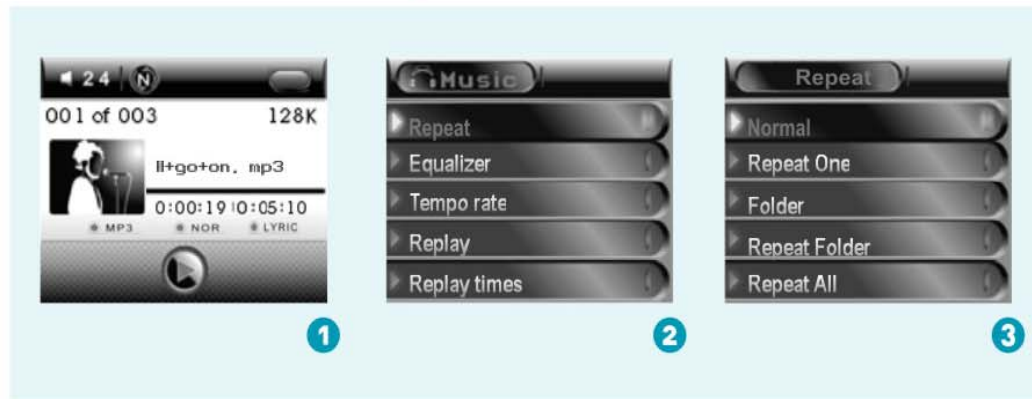 24 N
001 of 003 128K
ll+go+on. mp3
0:00:19 0:05:10
MP3 NOR LYRIC
1
Music
Repeat
Equalizer
Tempo rate
Replay
Replay times
2
Repeat
Normal
Repeat One
Folder
Repeat Folder
Repeat All
3